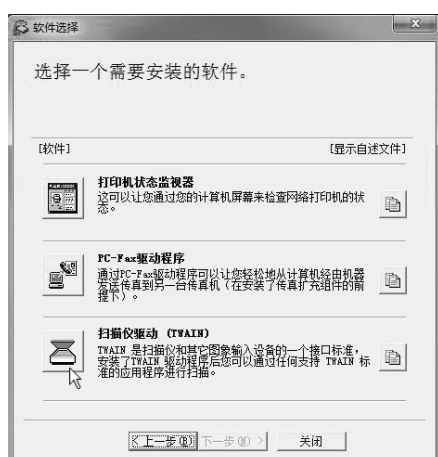 软件选择
选择一个需要安装的软件。
[软件] [显示自述文件]
打印机状态监视器
这可以让您通过您的计算机屏幕来检查网络打印机的状
态。
PC-Fax驱动程序
通过PC-Fax驱动程序可以让您轻松地从计算机经由机器
发送传真到另一台传真机（在安装了传真扩充组件的前
提下）。
扫描仪驱动 (TWAIN)
TWAIN 是扫描仪和其它图象输入设备的一个接口标准，
安装了TWAIN 驱动程序后您可以通过任何支持 TWAIN 标
准的应用程序进行扫描。
< 上一步(B) 下一步(N) > 关闭